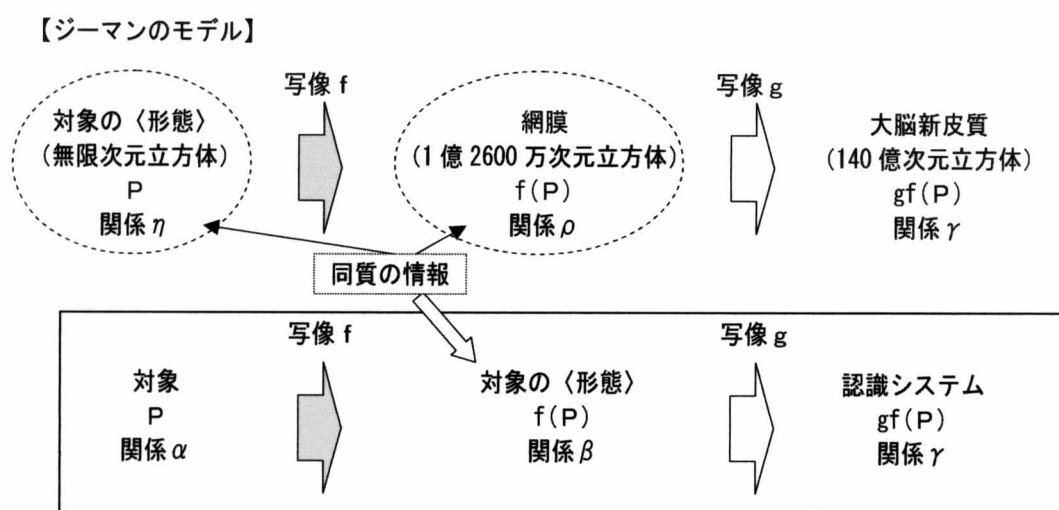 【ジーマンのモデル】
写像 f
写像 g
対象の〈形態〉
(無限次元立方体)
P
関係 η
網膜
(1 億 2600 万次元立方体)
f(P)
関係 ρ
大脳新皮質
(140 億次元立方体)
gf(P)
関係 γ
同質の情報
写像 f
写像 g
対象
P
関係 α
対象の〈形態〉
f(P)
関係 β
認識システム
gf(P)
関係 γ